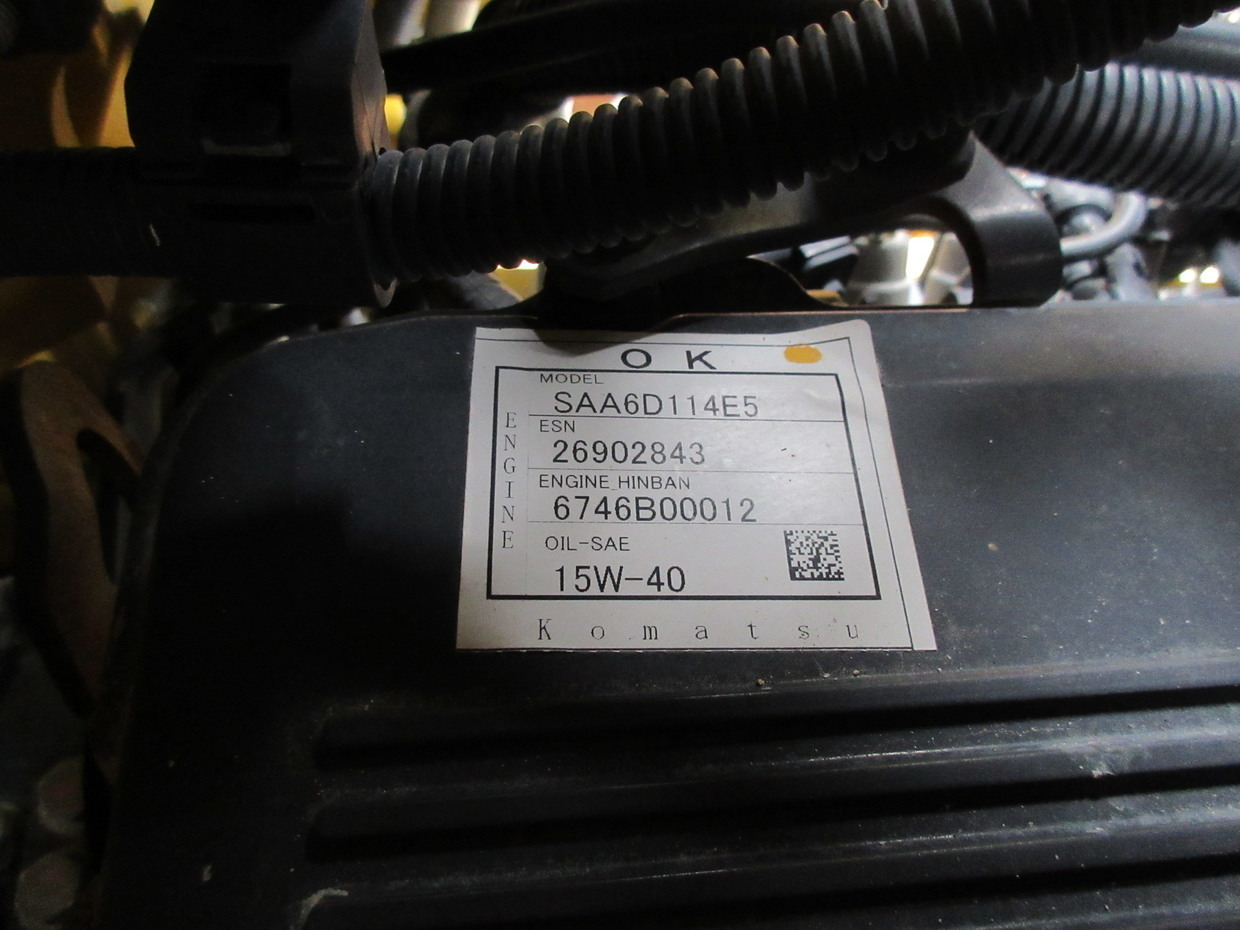 OK
ENGINE
MODEL
SAA6D114E5
ESN
26902843
ENGINE HINBAN
6746B00012
OIL-SAE
15W-40
Komatsu